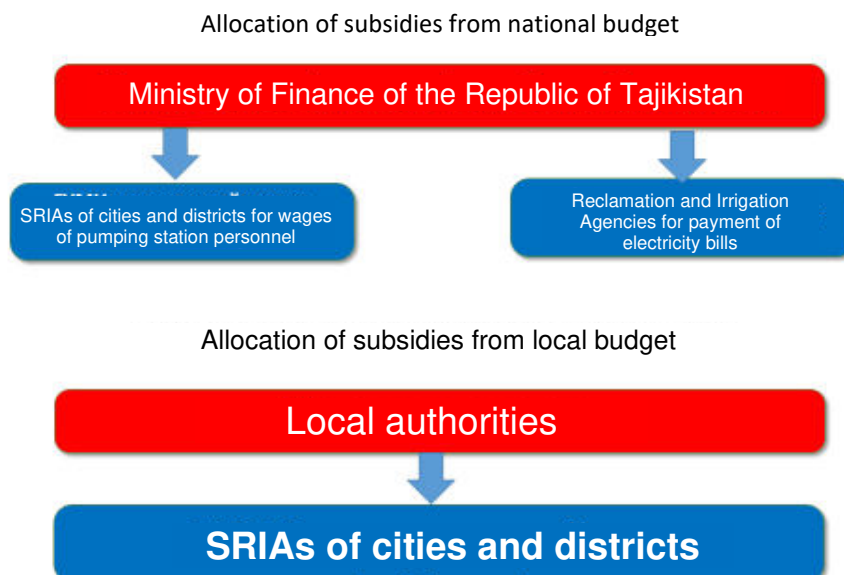 Allocation of subsidies from national budget
Ministry of Finance of the Republic of Tajikistan
SRIAs of cities and districts for wages
of pumping station personnel
Reclamation and Irrigation
Agencies for payment of
electricity bills
Allocation of subsidies from local budget
Local authorities
SRIAs of cities and districts